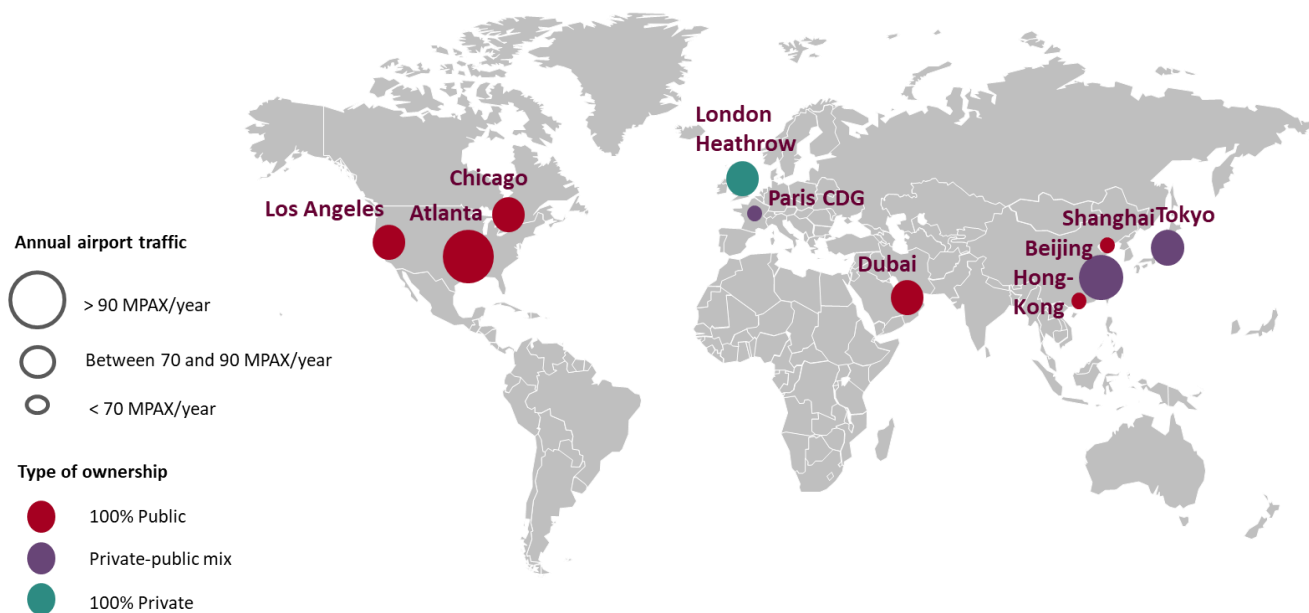 London
Heathrow
Chicago
Los Angeles
Atlanta
Paris CDG
Shanghai
Tokyo
Beijing
Dubai
Hong-
Kong
Annual airport traffic
> 90 MPAX/year
Between 70 and 90 MPAX/year
< 70 MPAX/year
Type of ownership
100% Public
Private-public mix
100% Private